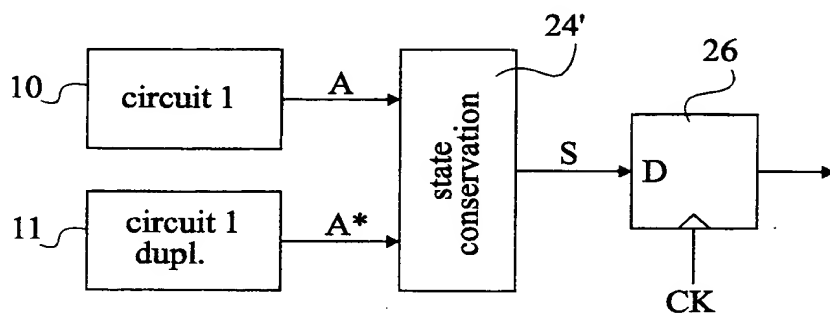 24'
26
10
circuit 1
A
state
conservation
S
D
11
circuit 1
dupl.
A*
CK